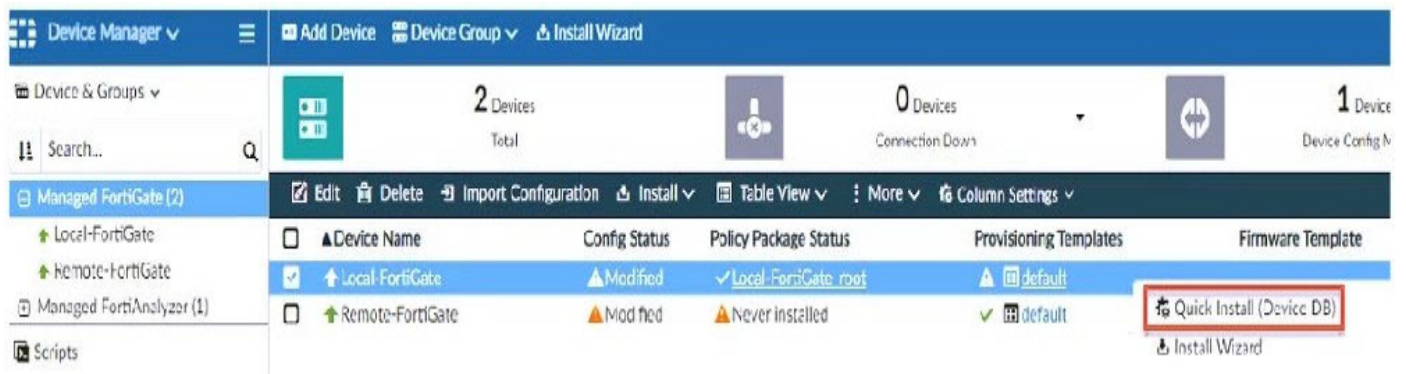 Device Manager
Add Device Device Group Install Wizard
Device & Groups
Search...
2 Devices
Total
0 Devices
Connection Down
1 Device
Device Config M
Managed FortiGate (2)
Local-FortiGate
Remote-FortiGate
Managed FortiAnalyzer (1)
Scripts
Edit Delete Import Configuration Install Table View More Column Settings
Device Name Config Status Policy Package Status Provisioning Templates Firmware Template
Local-FortiGate Modified Local-FortiGate_root default
Remote-FortiGate Modified Never installed default
Quick Install (Device DB)
Install Wizard